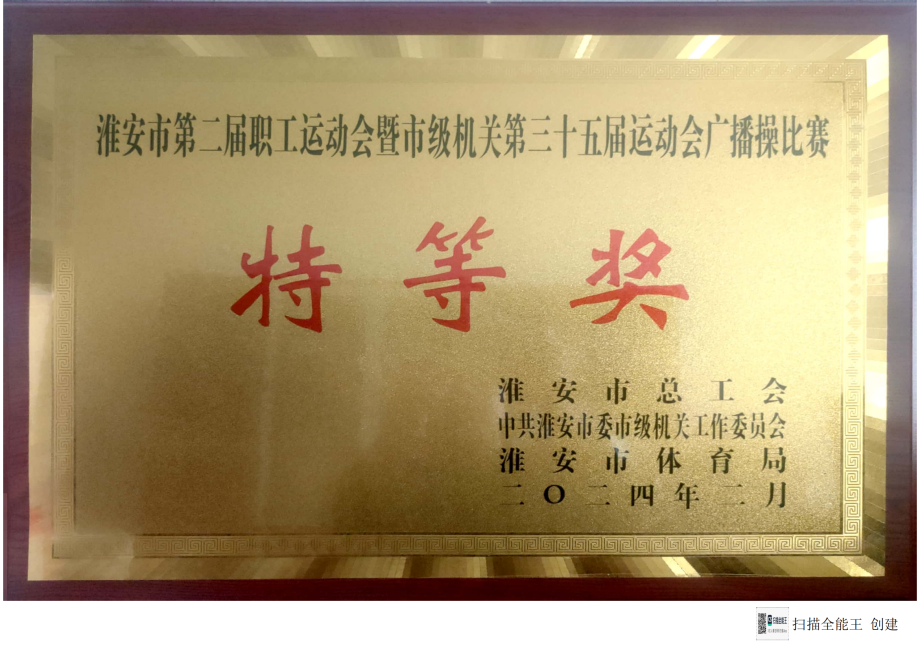 淮安市第二届职工运动会暨市级机关第三十五届运动会广播操比赛
特等奖
淮安市总工会
中共淮安市委市级机关工作委员会
淮安市体育局
二〇二四年二月
扫描全能王 创建